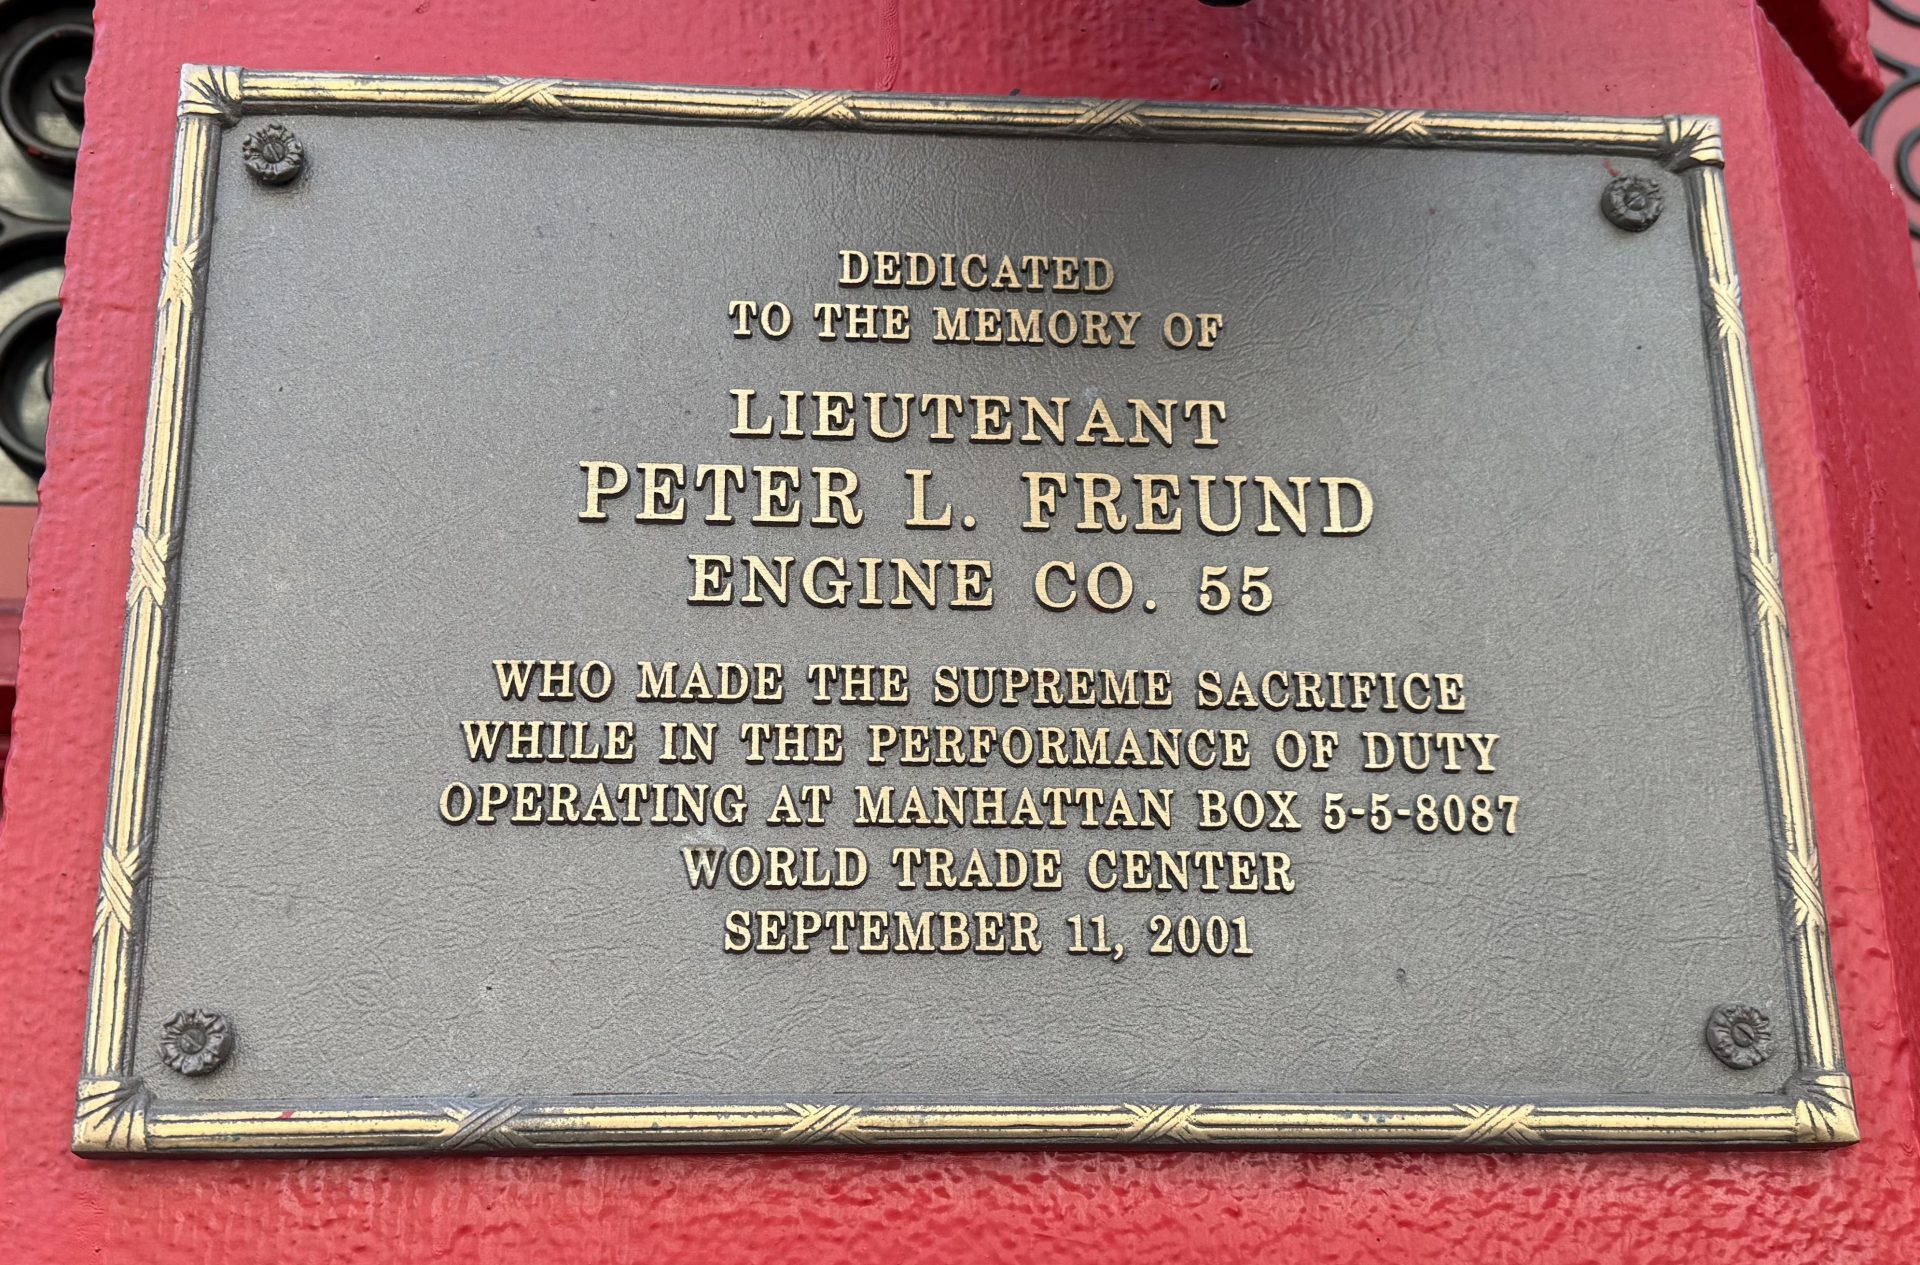 DEDICATED
TO THE MEMORY OF
LIEUTENANT
PETER L. FREUND
ENGINE CO. 55
WHO MADE THE SUPREME SACRIFICE
WHILE IN THE PERFORMANCE OF DUTY
OPERATING AT MANHATTAN BOX 5-5-8087
WORLD TRADE CENTER
SEPTEMBER 11, 2001